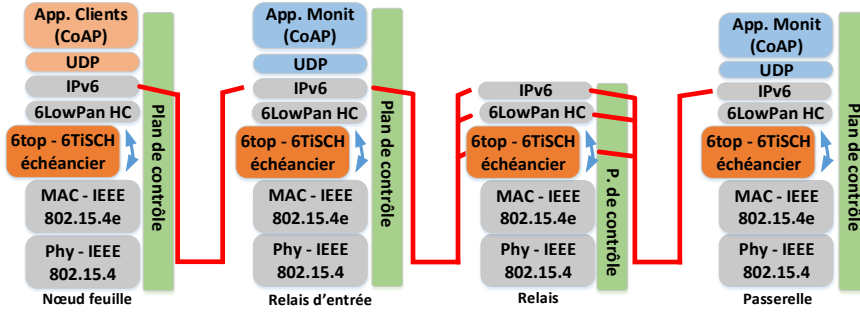 App. Clients
(CoAP)
UDP
IPv6
6LowPan HC
6top - 6TiSCH
échéancier
MAC - IEEE
802.15.4e
Phy - IEEE
802.15.4
Plan de contrôle
Nœud feuille
App. Monit
(CoAP)
UDP
IPv6
6LowPan HC
6top - 6TiSCH
échéancier
MAC - IEEE
802.15.4e
Phy - IEEE
802.15.4
Plan de contrôle
Relais d'entrée
IPv6
6LowPan HC
6top - 6TiSCH
échéancier
MAC - IEEE
802.15.4e
Phy - IEEE
802.15.4
P. de contrôle
Relais
App. Monit
(CoAP)
UDP
IPv6
6LowPan HC
6top - 6TiSCH
échéancier
MAC - IEEE
802.15.4e
Phy - IEEE
802.15.4
Plan de contrôle
Passerelle